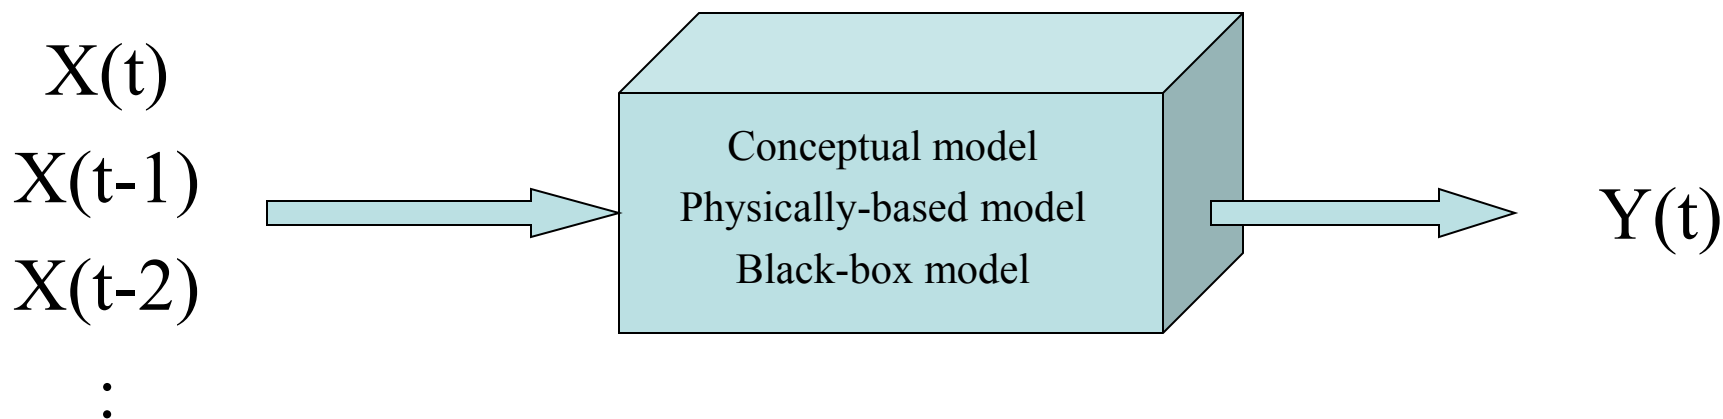 X(t)
X(t-1)
X(t-2)
:
Conceptual model
Physically-based model
Black-box model
Y(t)